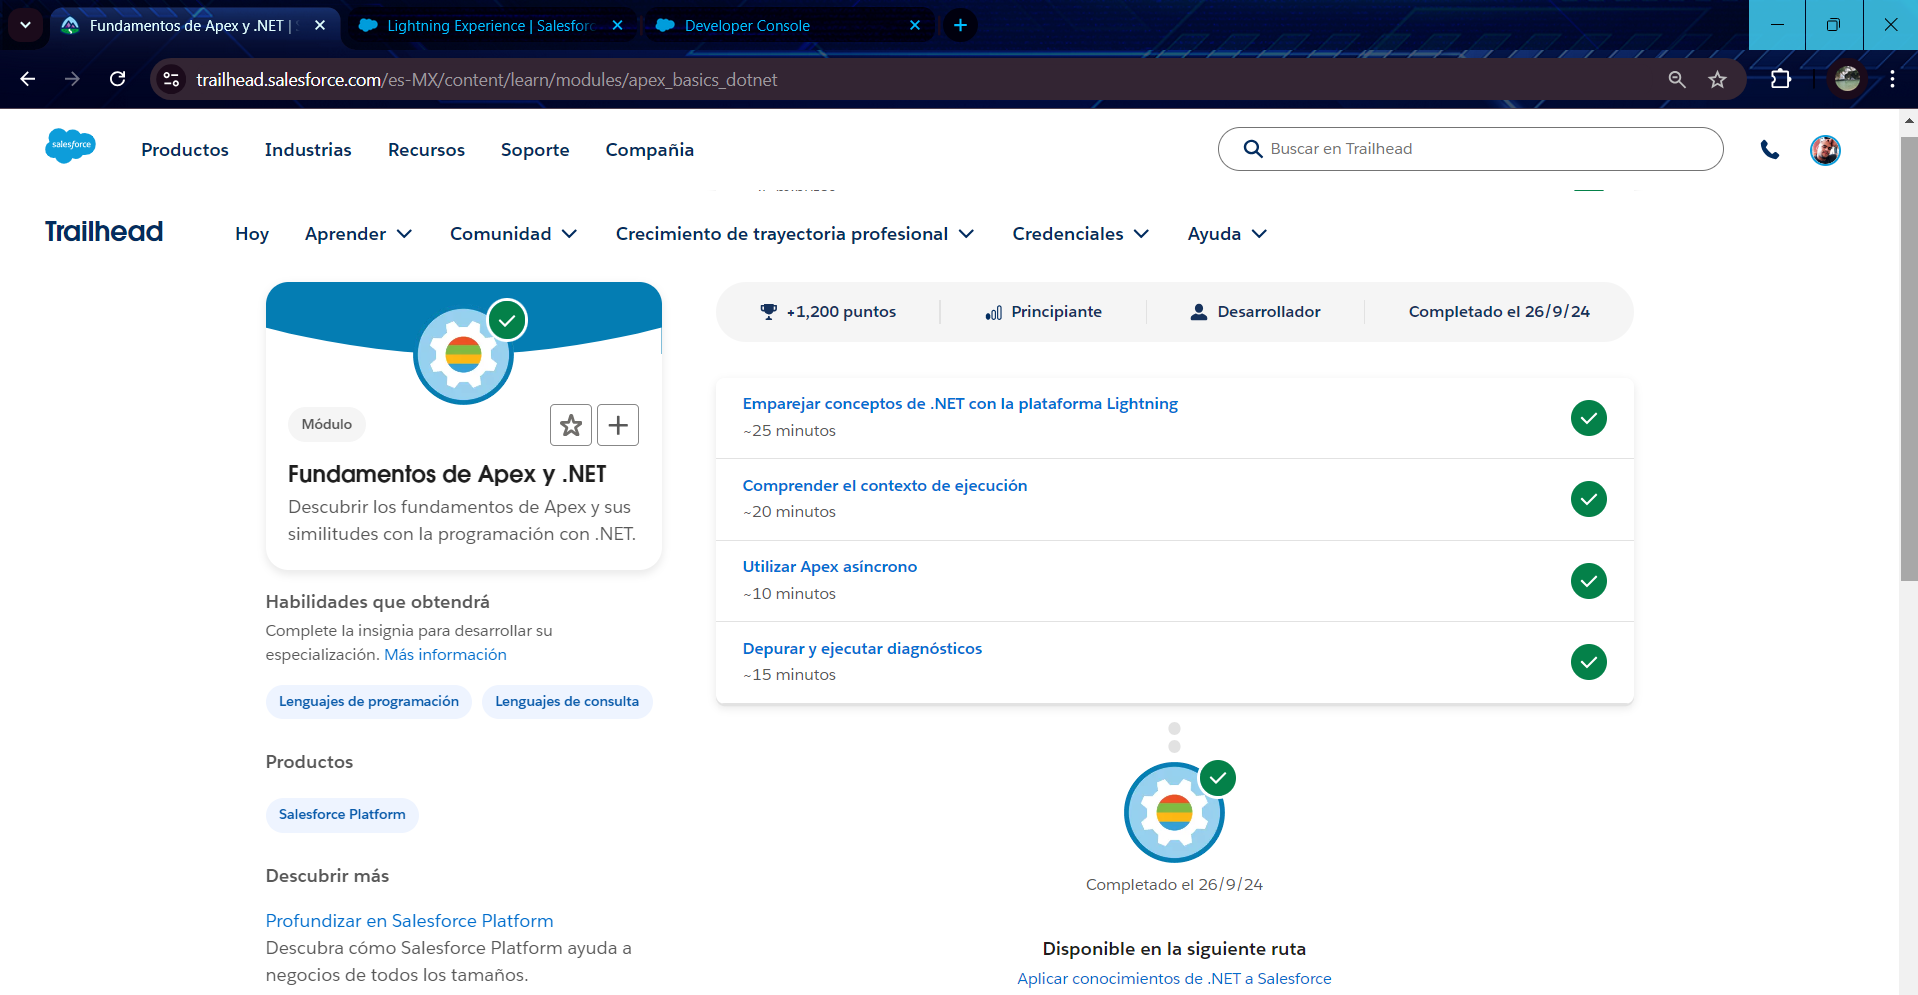 Fundamentos de Apex y .NET |
Lightning Experience | Salesforc
Developer Console
trailhead.salesforce.com/es-MX/content/learn/modules/apex_basics_dotnet
salesforce
Productos
Industrias
Recursos
Soporte
Compañia
Buscar en Trailhead
Trailhead
Hoy
Aprender
Comunidad
Crecimiento de trayectoria profesional
Credenciales
Ayuda
Módulo
Fundamentos de Apex y .NET
Descubrir los fundamentos de Apex y sus
similitudes con la programación con .NET.
Habilidades que obtendrá
Complete la insignia para desarrollar su
especialización. Más información
Lenguajes de programación
Lenguajes de consulta
Productos
Salesforce Platform
Descubrir más
Profundizar en Salesforce Platform
Descubra cómo Salesforce Platform ayuda a
negocios de todos los tamaños.
+1,200 puntos
Principiante
Desarrollador
Completado el 26/9/24
Emparejar conceptos de .NET con la plataforma Lightning
~25 minutos
Comprender el contexto de ejecución
~20 minutos
Utilizar Apex asíncrono
~10 minutos
Depurar y ejecutar diagnósticos
~15 minutos
Completado el 26/9/24
Disponible en la siguiente ruta
Aplicar conocimientos de .NET a Salesforce